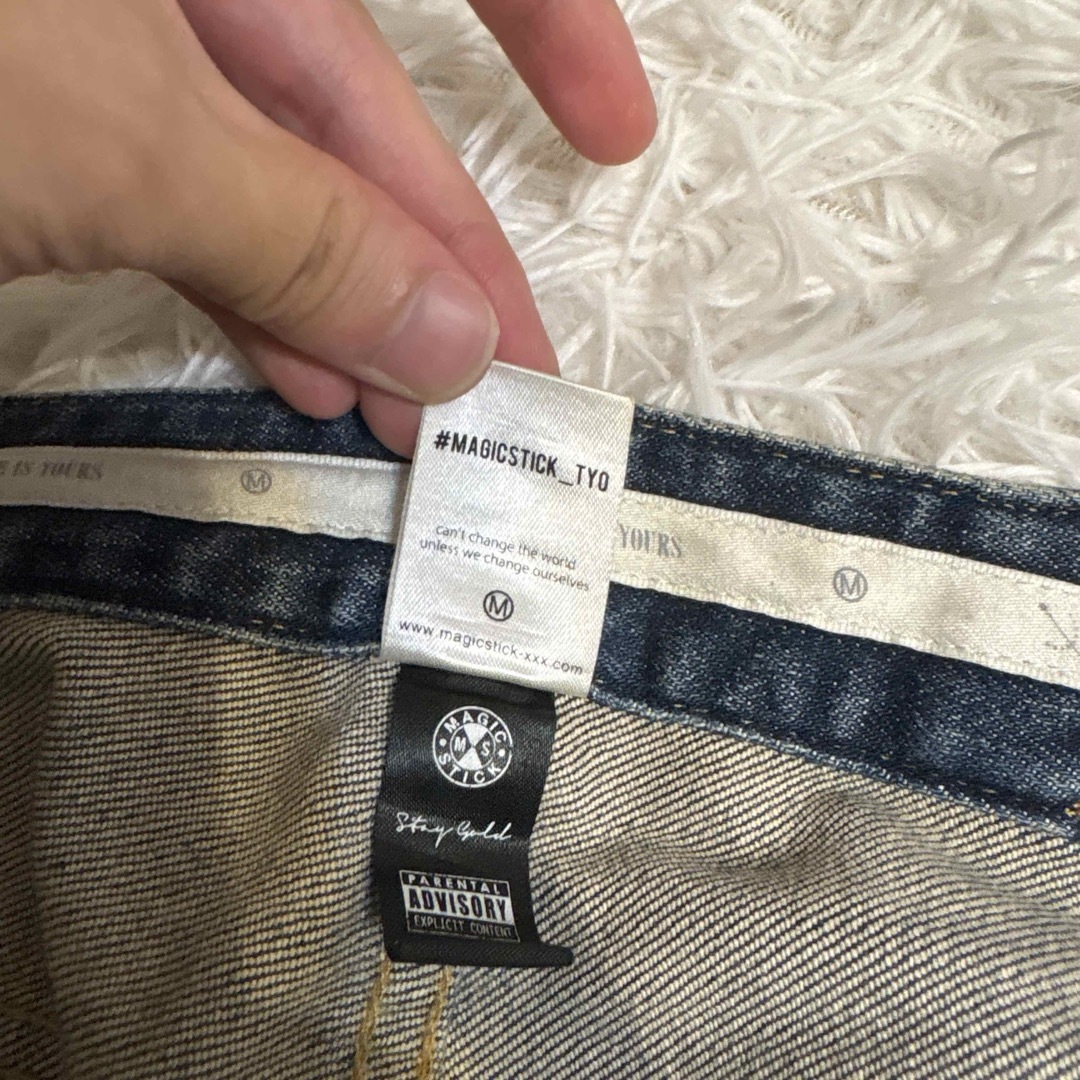 #MAGICSTICK_TYO
can't change the world
unless we change ourselves
M
www.magicstick-xxx.com
IS YOURS
M
YOURS
M
MAGIC
M S
STICK
Stay Gold
PARENTAL
ADVISORY
EXPLICIT CONTENT